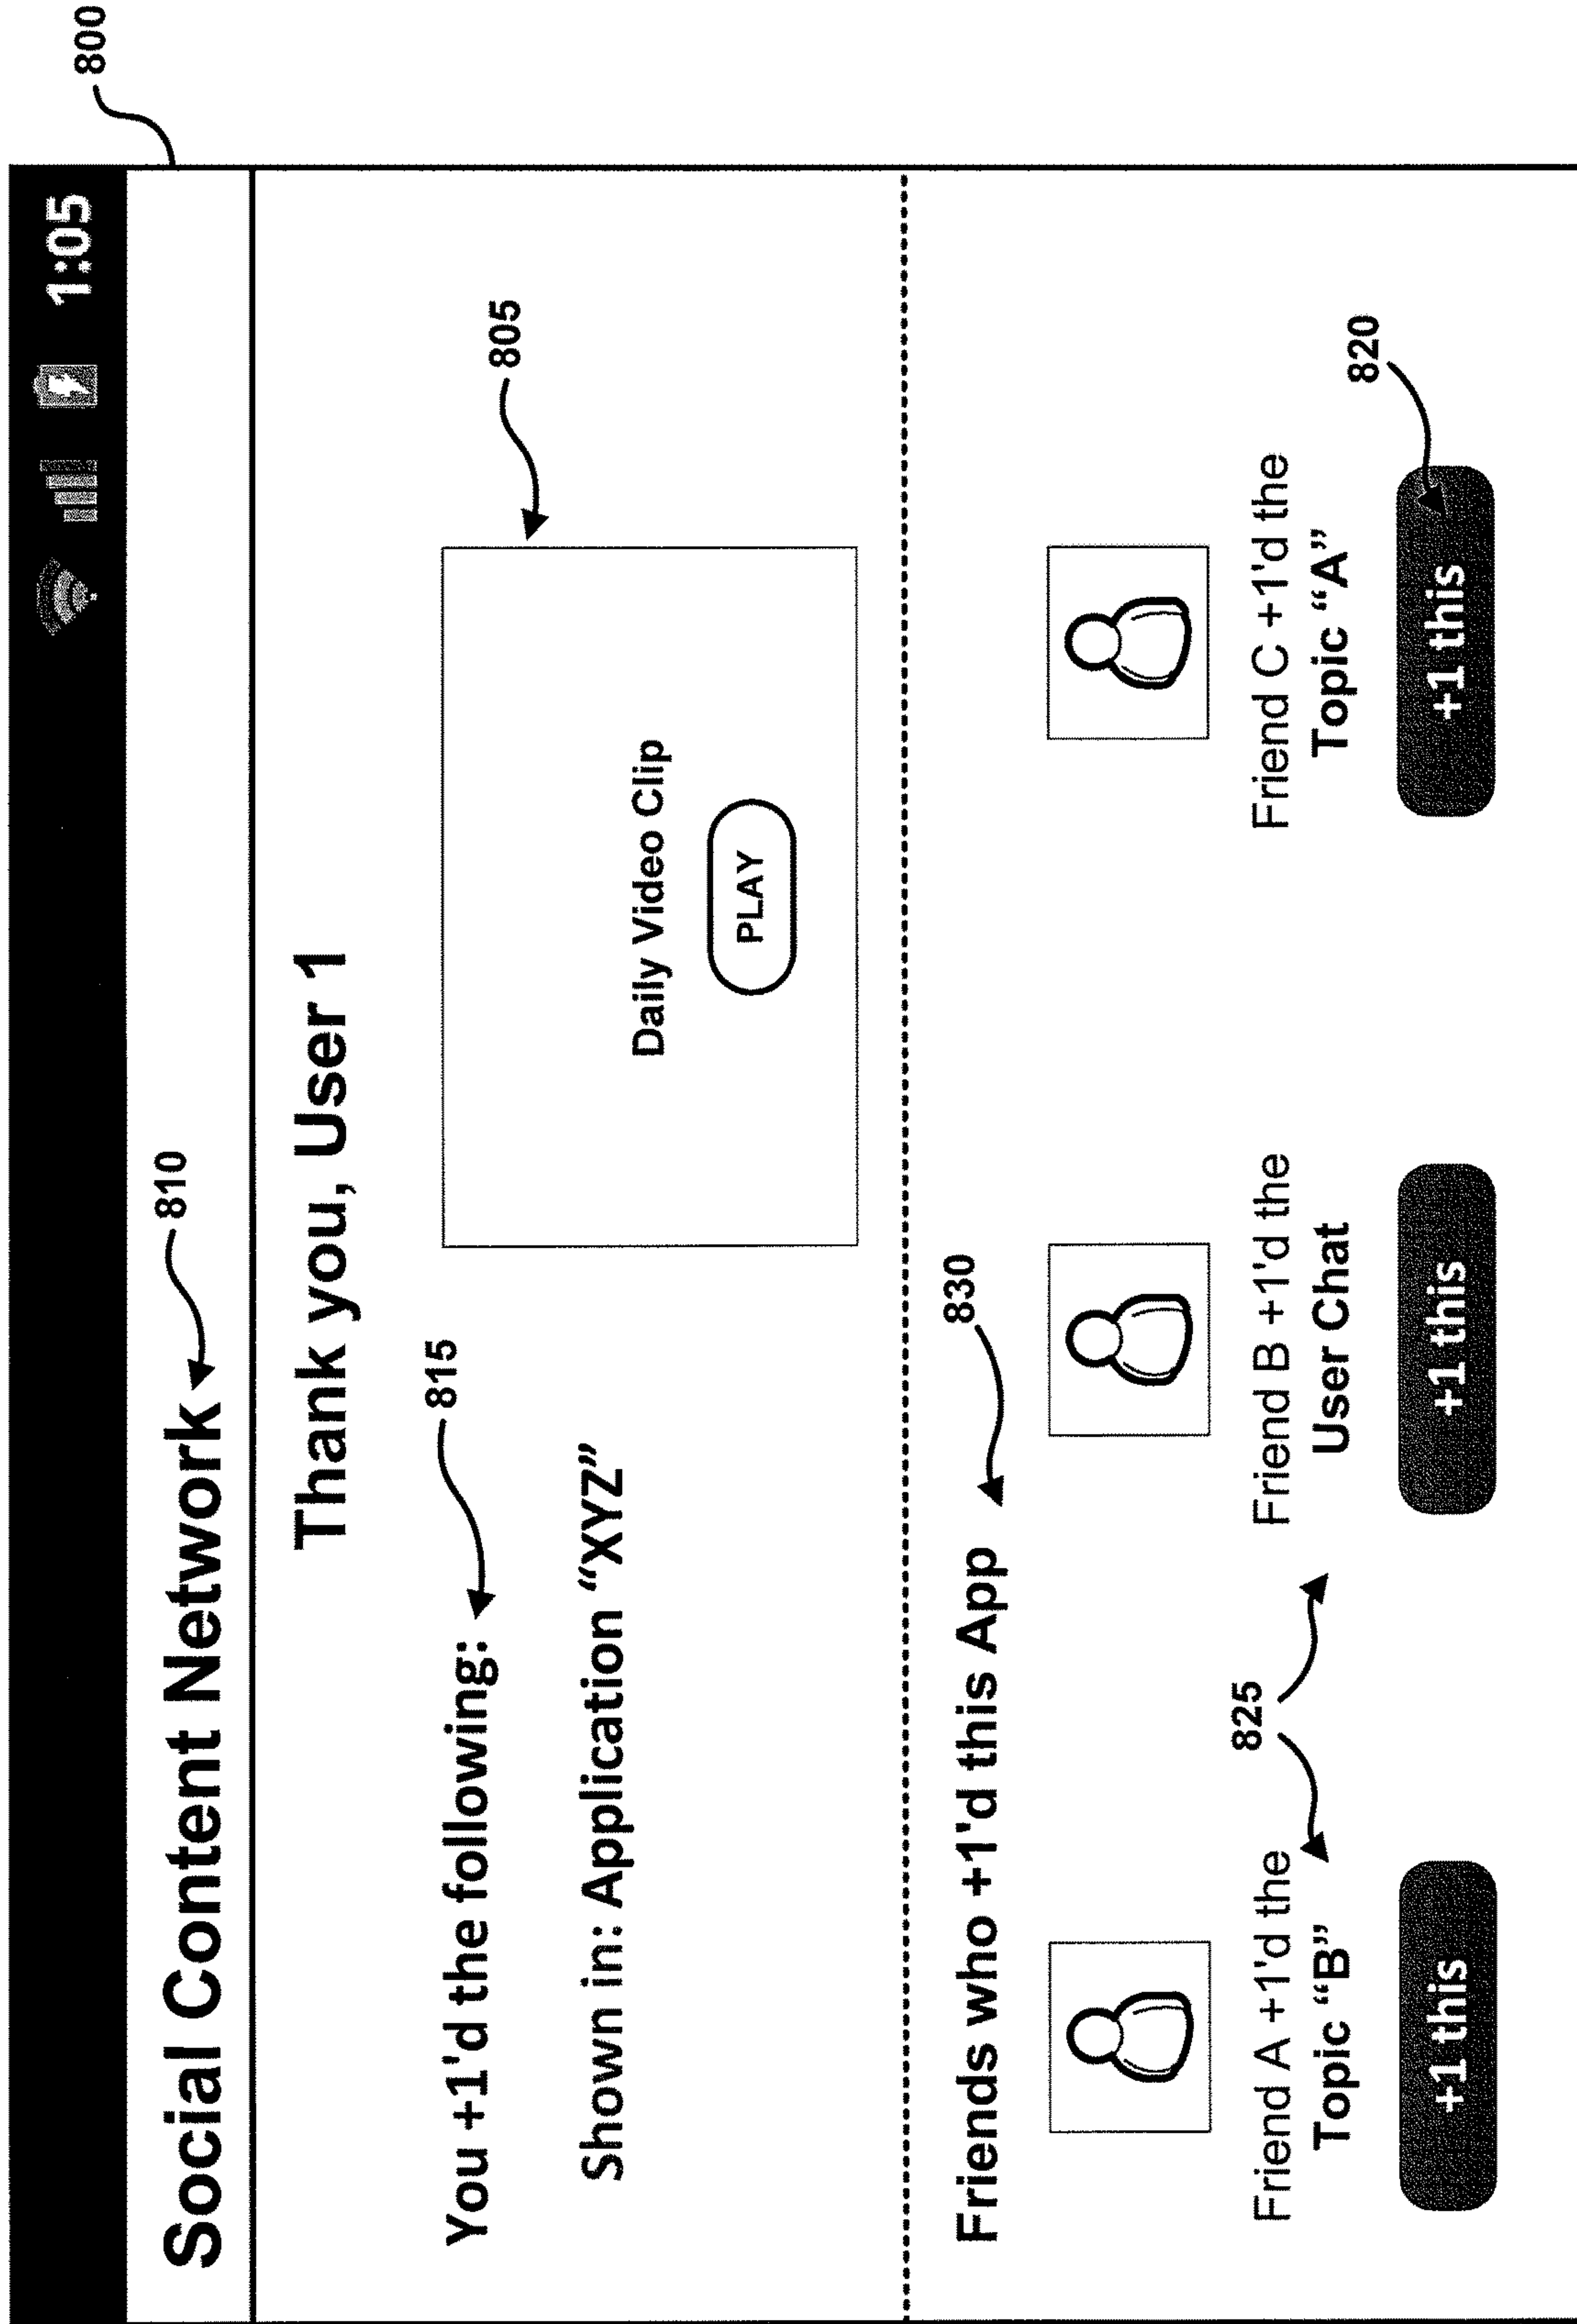 800
1:05
Social Content Network
810
Thank you, User 1
You +1'd the following:
815
805
Shown in: Application “XYZ”
Daily Video Clip
PLAY
Friends who +1'd this App
830
825
820
Friend A +1'd the
Topic “B”
+1 this
Friend B +1'd the
User Chat
+1 this
Friend C +1'd the
Topic “A”
+1 this